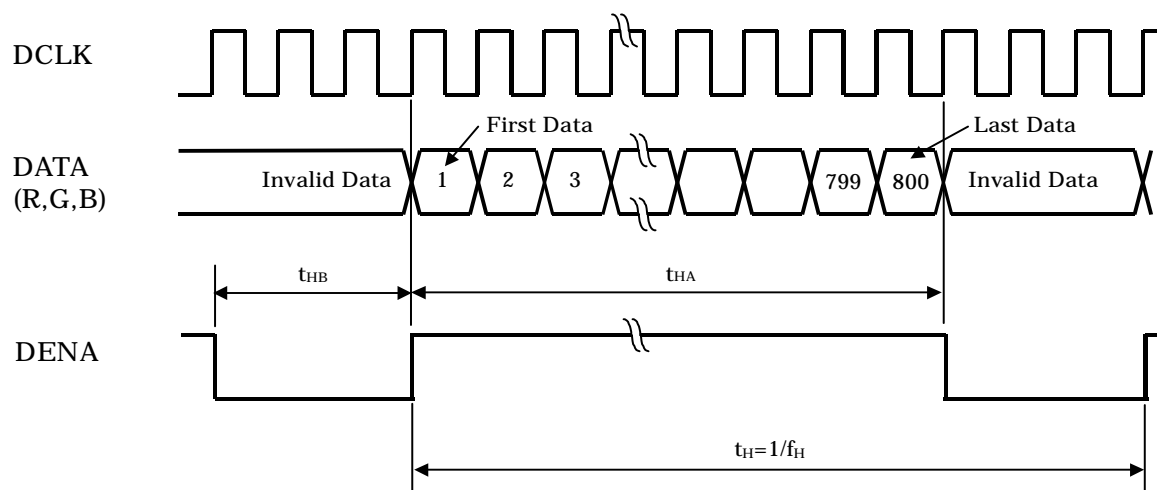 DCLK
First Data
Last Data
DATA
(R,G,B)
Invalid Data
1
2
3
799
800
Invalid Data
tHB
tHA
DENA
tH=1/fH